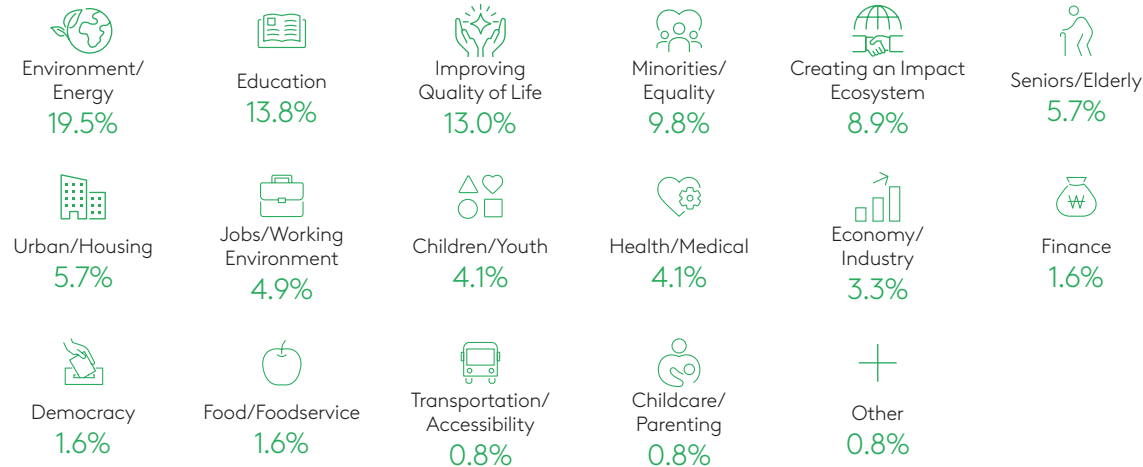 Environment/
Energy
19.5%
Education
13.8%
Improving
Quality of Life
13.0%
Minorities/
Equality
9.8%
Creating an Impact
Ecosystem
8.9%
Seniors/Elderly
5.7%
Urban/Housing
5.7%
Jobs/Working
Environment
4.9%
Children/Youth
4.1%
Health/Medical
4.1%
Economy/
Industry
3.3%
₩
Finance
1.6%
Democracy
1.6%
Food/Foodservice
1.6%
Transportation/
Accessibility
0.8%
Childcare/
Parenting
0.8%
Other
0.8%